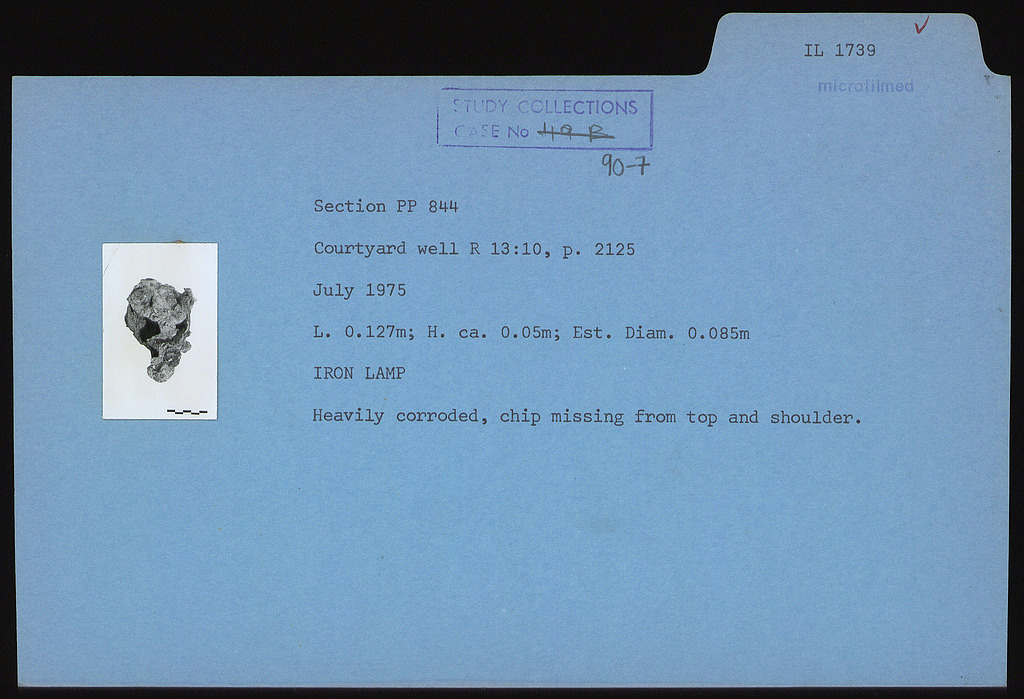 IL 1739
microfilmed
STUDY COLLECTIONS
CASE No 49 B
90-7
Section PP 844
Courtyard well R 13:10, p. 2125
July 1975
L. 0.127m; H. ca. 0.05m; Est. Diam. 0.085m
IRON LAMP
Heavily corroded, chip missing from top and shoulder.